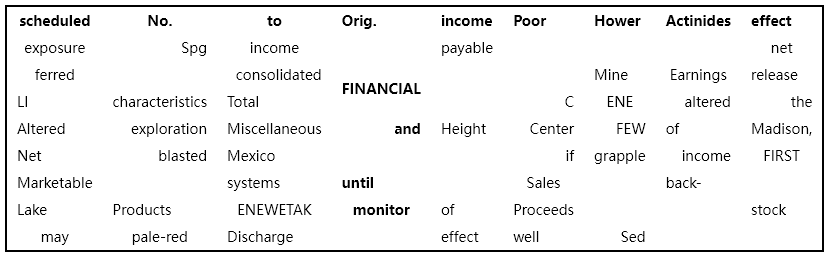 scheduled No. to Orig. income Poor Hower Actinides effect
exposure Spg income payable net
ferred consolidated FINANCIAL Mine Earnings release
LI characteristics Total C ENE altered the
Altered exploration Miscellaneous and Height Center FEW of Madison,
Net blasted Mexico if grapple income FIRST
Marketable systems until Sales back-
Lake Products ENEWETAK monitor of Proceeds stock
may pale-red Discharge effect well Sed